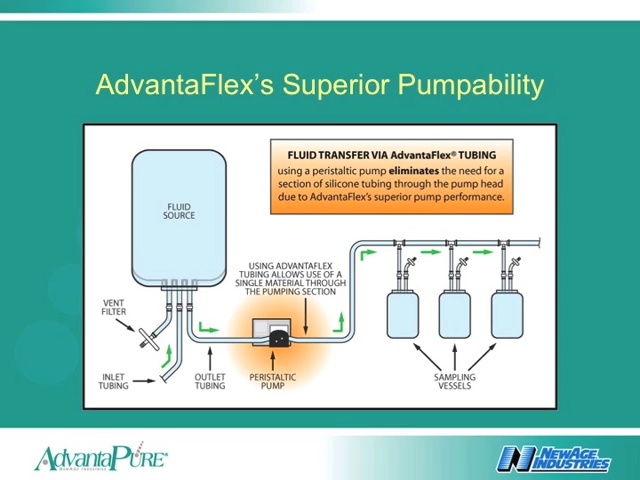 AdvantaFlex's Superior Pumpability
FLUID TRANSFER VIA AdvantaFlex® TUBING
using a peristaltic pump eliminates the need for a
section of silicone tubing through the pump head
due to AdvantaFlex's superior pump performance.
FLUID
SOURCE
USING ADVANTAFLEX
TUBING ALLOWS USE OF A
SINGLE MATERIAL THROUGH
THE PUMPING SECTION
VENT
FILTER
INLET
TUBING
OUTLET
TUBING
PERISTALTIC
PUMP
SAMPLING
VESSELS
ADVANTAPURE®
NEWAGE INDUSTRIES
NEWAGE
INDUSTRIES